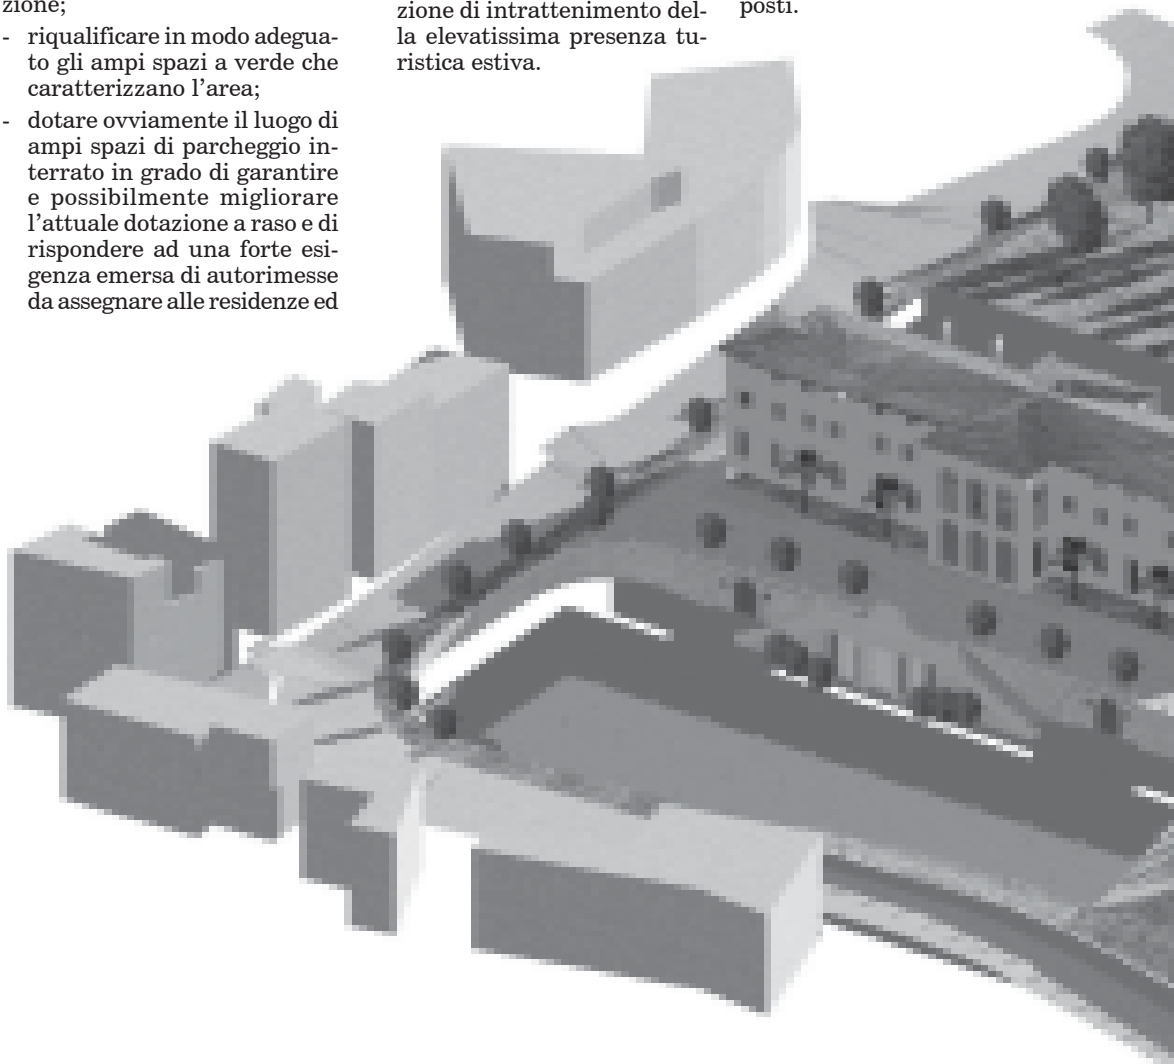 zione;
- riqualificare in modo adegua-
to gli ampi spazi a verde che
caratterizzano l'area;
- dotare ovviamente il luogo di
ampi spazi di parcheggio in-
terrato in grado di garantire
e possibilmente migliorare
l'attuale dotazione a raso e di
rispondere ad una forte esi-
genza emersa di autorimesse
da assegnare alle residenze ed
zione di intrattenimento del-
la elevatissima presenza tu-
ristica estiva.
posti.